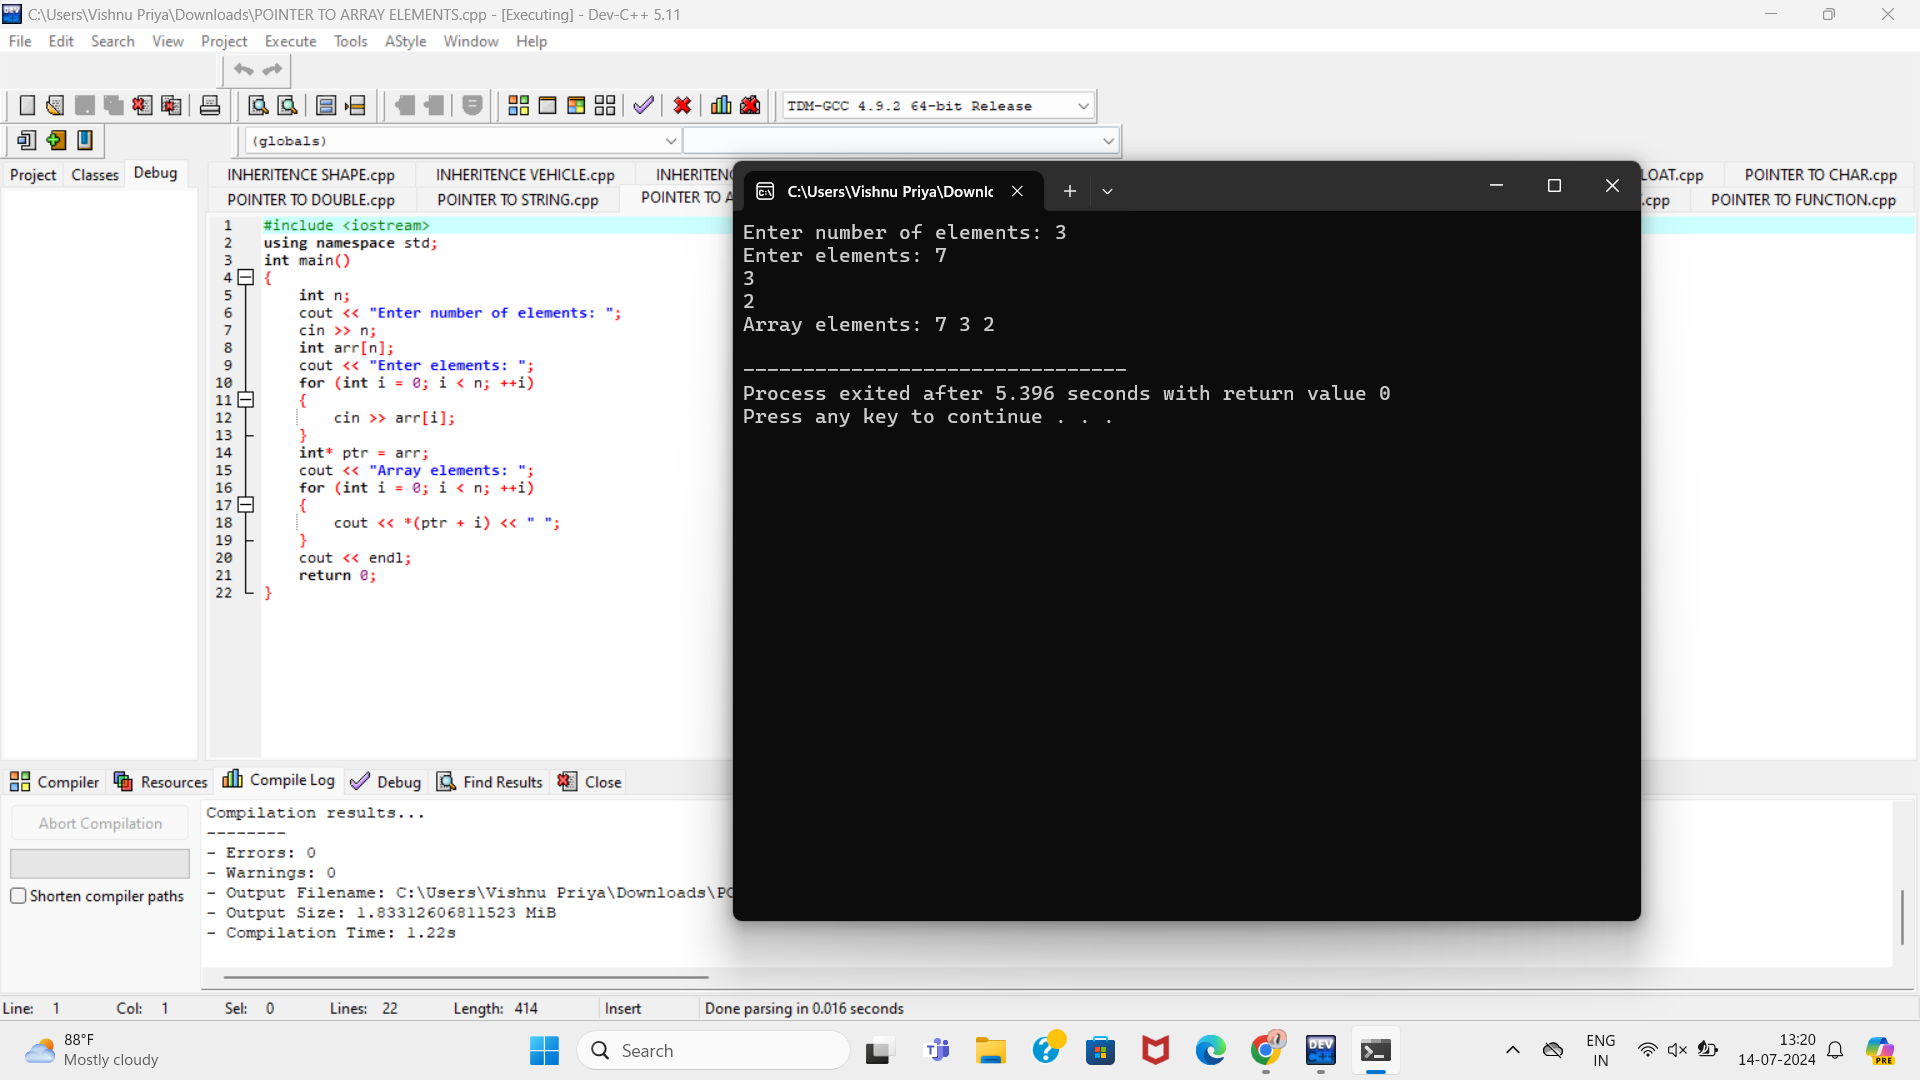 C:\Users\Vishnu Priya\Downloads\POINTER TO ARRAY ELEMENTS.cpp - [Executing] - Dev-C++ 5.11
File Edit Search View Project Execute Tools AStyle Window Help
TDM-GCC 4.9.2 64-bit Release
(globals)
Project Classes Debug
INHERITENCE SHAPE.cpp INHERITENCE VEHICLE.cpp INHERITEN LOAT.cpp POINTER TO CHAR.cpp
POINTER TO DOUBLE.cpp POINTER TO STRING.cpp POINTER TO A .cpp POINTER TO FUNCTION.cpp
1 #include <iostream>
2 using namespace std;
3 int main()
4 {
5 int n;
6 cout << "Enter number of elements: ";
7 cin >> n;
8 int arr[n];
9 cout << "Enter elements: ";
10 for (int i = 0; i < n; ++i)
11 {
12 cin >> arr[i];
13 }
14 int* ptr = arr;
15 cout << "Array elements: ";
16 for (int i = 0; i < n; ++i)
17 {
18 cout << *(ptr + i) << " ";
19 }
20 cout << endl;
21 return 0;
22 }
C:\Users\Vishnu Priya\Downlc
Enter number of elements: 3
Enter elements: 7
3
2
Array elements: 7 3 2
--------------------------------
Process exited after 5.396 seconds with return value 0
Press any key to continue . . .
Compiler Resources Compile Log Debug Find Results Close
Abort Compilation
Shorten compiler paths
Compilation results...
--------
- Errors: 0
- Warnings: 0
- Output Filename: C:\Users\Vishnu Priya\Downloads\PO
- Output Size: 1.83312606811523 MiB
- Compilation Time: 1.22s
Line: 1 Col: 1 Sel: 0 Lines: 22 Length: 414 Insert Done parsing in 0.016 seconds
88°F
Mostly cloudy
Search
DEV
ENG
IN
13:20
14-07-2024
PRE